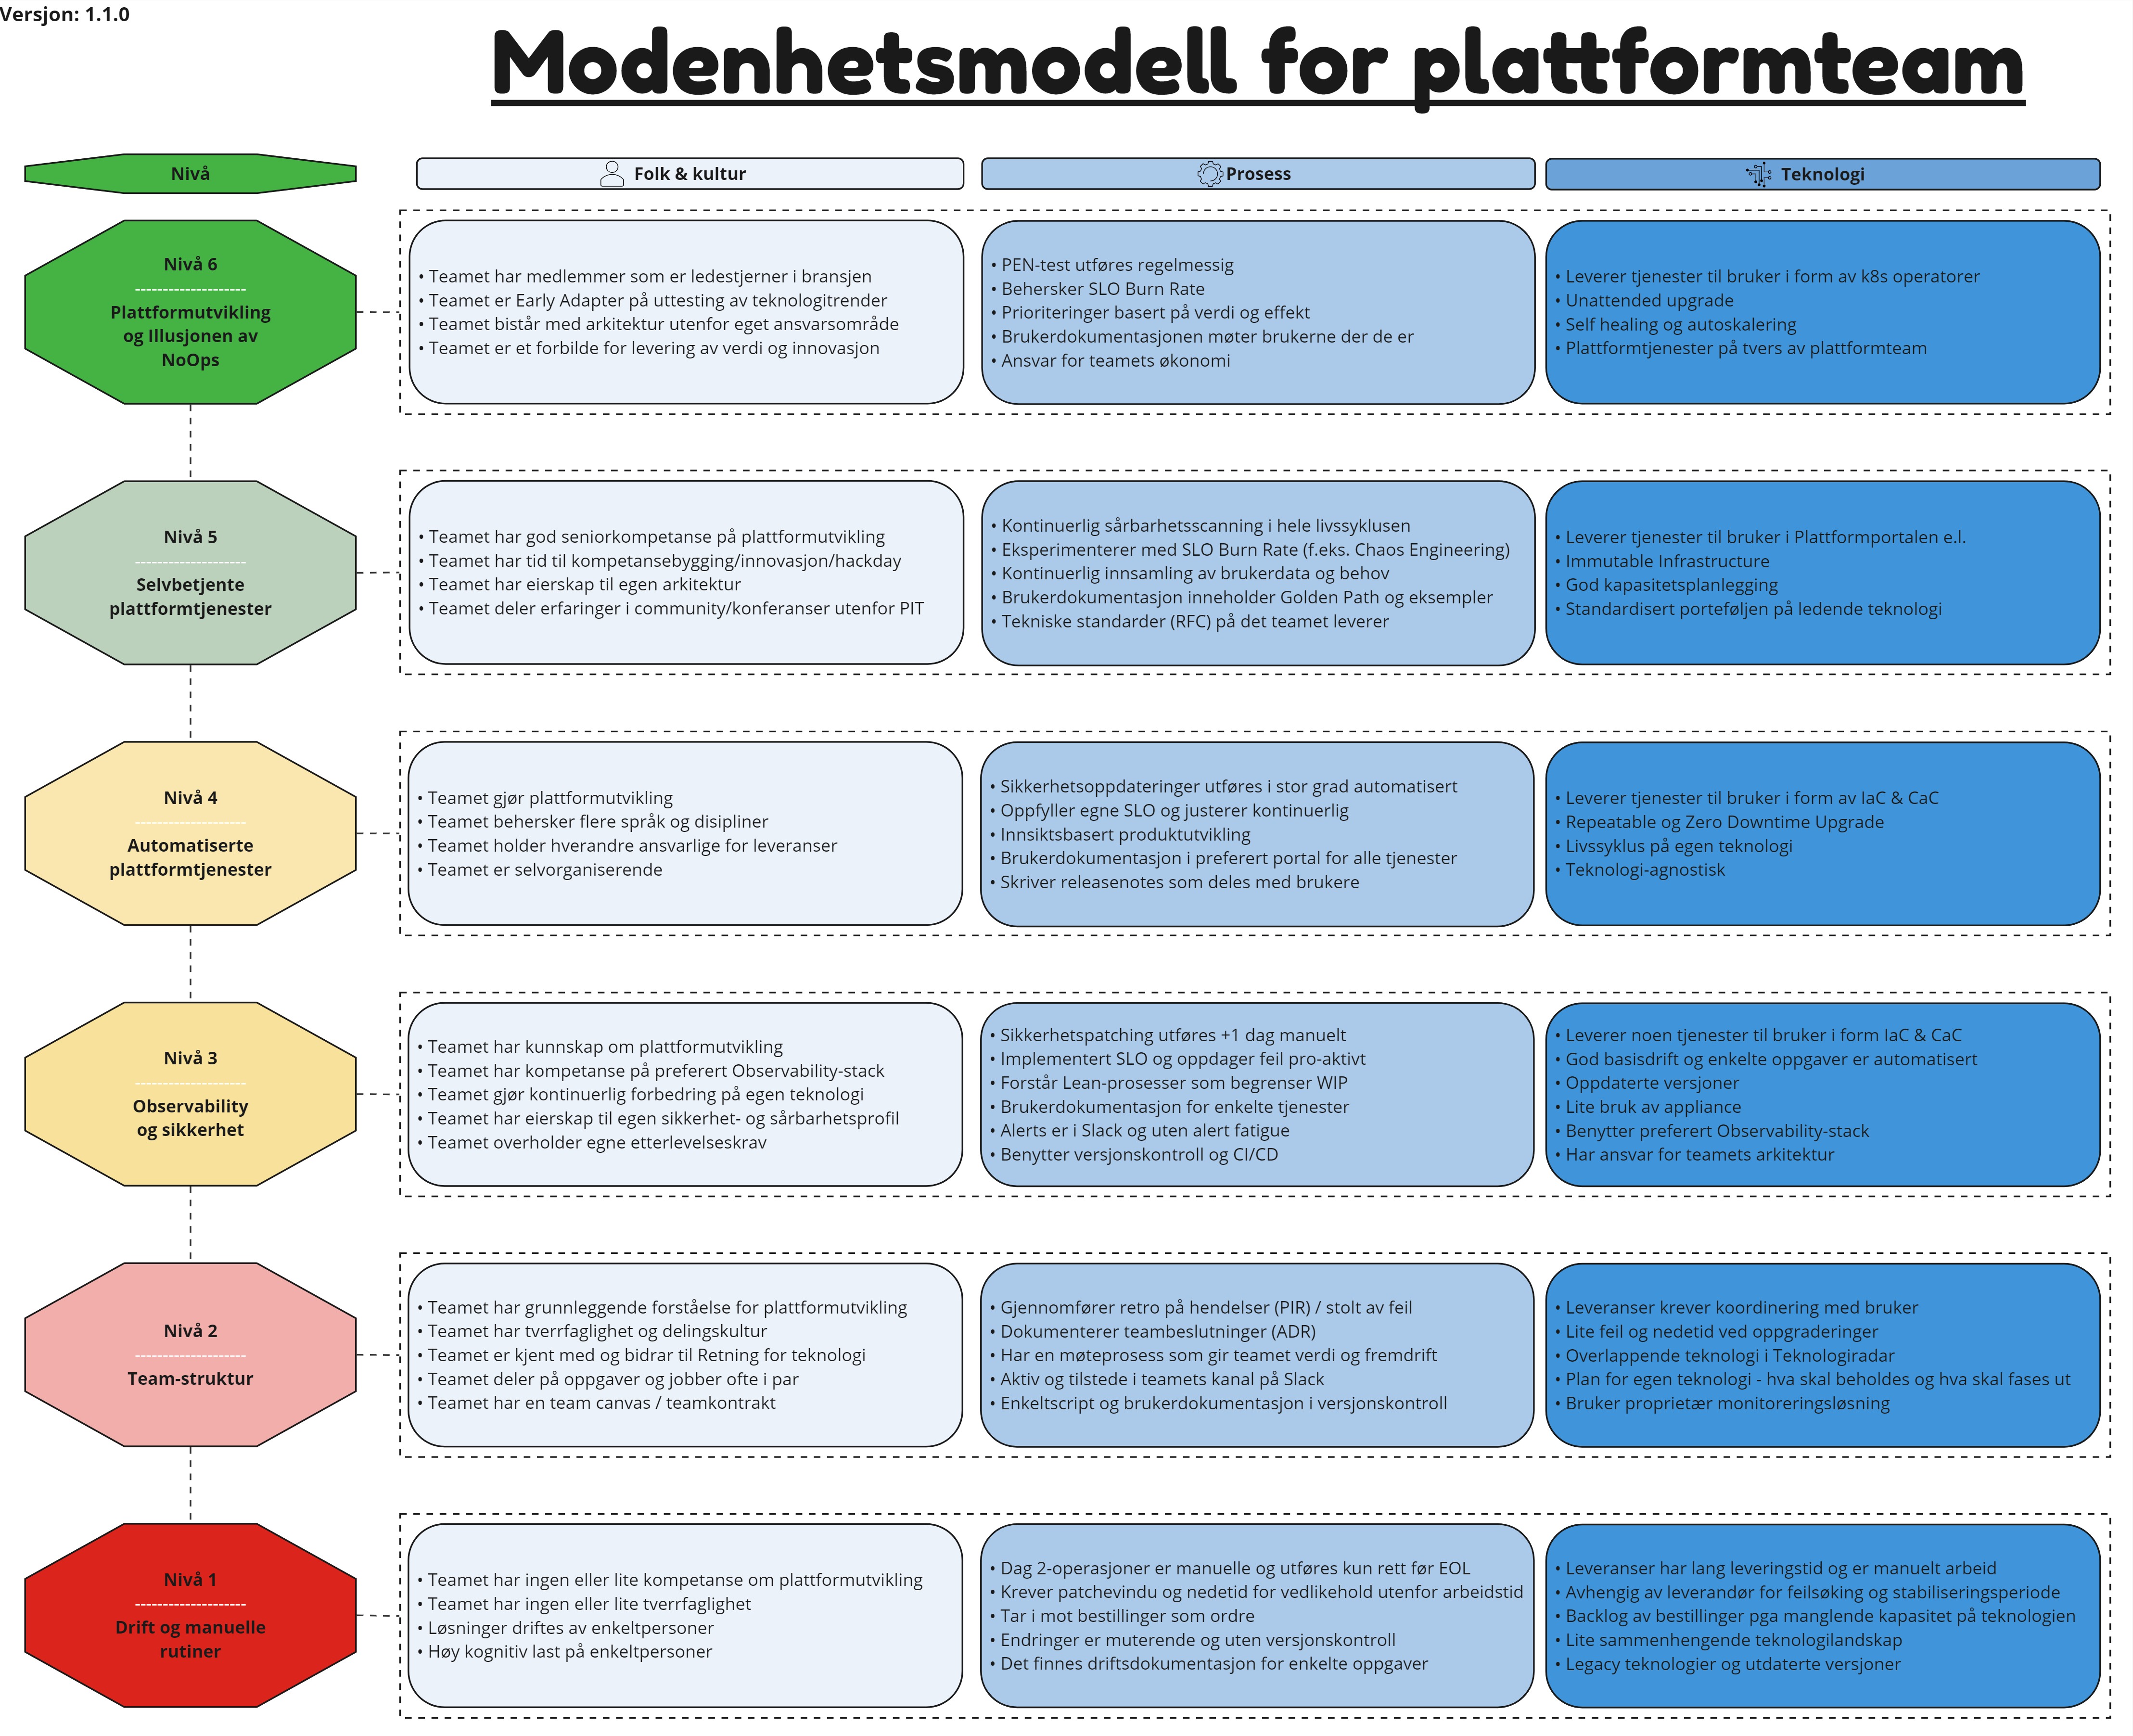 Versjon: 1.1.0
Modenhetsmodell for plattformteam
Nivå
Folk & kultur
Prosess
Teknologi
Nivå 6
--------------------
Plattformutvikling
og Illusjonen av
NoOps
• Teamet har medlemmer som er ledestjerner i bransjen
• Teamet er Early Adapter på uttesting av teknologitrender
• Teamet bistår med arkitektur utenfor eget ansvarsområde
• Teamet er et forbilde for levering av verdi og innovasjon
• PEN-test utføres regelmessig
• Behersker SLO Burn Rate
• Prioriteringer basert på verdi og effekt
• Brukerdokumentasjonen møter brukerne der de er
• Ansvar for teamets økonomi
• Leverer tjenester til bruker i form av k8s operatorer
• Unattended upgrade
• Self healing og autoskalering
• Plattformtjenester på tvers av plattformteam
Nivå 5
--------------------
Selvbetjente
plattformtjenester
• Teamet har god seniorkompetanse på plattformutvikling
• Teamet har tid til kompetansebygging/innovasjon/hackday
• Teamet har eierskap til egen arkitektur
• Teamet deler erfaringer i community/konferanser utenfor PIT
• Kontinuerlig sårbarhetsscanning i hele livssyklusen
• Eksperimenterer med SLO Burn Rate (f.eks. Chaos Engineering)
• Kontinuerlig innsamling av brukerdata og behov
• Brukerdokumentasjon inneholder Golden Path og eksempler
• Tekniske standarder (RFC) på det teamet leverer
• Leverer tjenester til bruker i Plattformportalen e.l.
• Immutable Infrastructure
• God kapasitetsplanlegging
• Standardisert porteføljen på ledende teknologi
Nivå 4
--------------------
Automatiserte
plattformtjenester
• Teamet gjør plattformutvikling
• Teamet behersker flere språk og disipliner
• Teamet holder hverandre ansvarlige for leveranser
• Teamet er selvorganiserende
• Sikkerhetsoppdateringer utføres i stor grad automatisert
• Oppfyller egne SLO og justerer kontinuerlig
• Innsiktsbasert produktutvikling
• Brukerdokumentasjon i preferert portal for alle tjenester
• Skriver releasenotes som deles med brukere
• Leverer tjenester til bruker i form av IaC & CaC
• Repeatable og Zero Downtime Upgrade
• Livssyklus på egen teknologi
• Teknologi-agnostisk
Nivå 3
--------------------
Observability
og sikkerhet
• Teamet har kunnskap om plattformutvikling
• Teamet har kompetanse på preferert Observability-stack
• Teamet gjør kontinuerlig forbedring på egen teknologi
• Teamet har eierskap til egen sikkerhet- og sårbarhetsprofil
• Teamet overholder egne etterlevelseskrav
• Sikkerhetspatching utføres +1 dag manuelt
• Implementert SLO og oppdager feil pro-aktivt
• Forstår Lean-prosesser som begrenser WIP
• Brukerdokumentasjon for enkelte tjenester
• Alerts er i Slack og uten alert fatigue
• Benytter versjonskontroll og CI/CD
• Leverer noen tjenester til bruker i form IaC & CaC
• God basisdrift og enkelte oppgaver er automatisert
• Oppdaterte versjoner
• Lite bruk av appliance
• Benytter preferert Observability-stack
• Har ansvar for teamets arkitektur
Nivå 2
--------------------
Team-struktur
• Teamet har grunnleggende forståelse for plattformutvikling
• Teamet har tverrfaglighet og delingskultur
• Teamet er kjent med og bidrar til Retning for teknologi
• Teamet deler på oppgaver og jobber ofte i par
• Teamet har en team canvas / teamkontrakt
• Gjennomfører retro på hendelser (PIR) / stolt av feil
• Dokumenterer teambeslutninger (ADR)
• Har en møteprosess som gir teamet verdi og fremdrift
• Aktiv og tilstede i teamets kanal på Slack
• Enkeltscript og brukerdokumentasjon i versjonskontroll
• Leveranser krever koordinering med bruker
• Lite feil og nedetid ved oppgraderinger
• Overlappende teknologi i Teknologiradar
• Plan for egen teknologi - hva skal beholdes og hva skal fases ut
• Bruker proprietær monitoreringsløsning
Nivå 1
--------------------
Drift og manuelle
rutiner
• Teamet har ingen eller lite kompetanse om plattformutvikling
• Teamet har ingen eller lite tverrfaglighet
• Løsninger driftes av enkeltpersoner
• Høy kognitiv last på enkeltpersoner
• Dag 2-operasjoner er manuelle og utføres kun rett før EOL
• Krever patchevindu og nedetid for vedlikehold utenfor arbeidstid
• Tar i mot bestillinger som ordre
• Endringer er muterende og uten versjonskontroll
• Det finnes driftsdokumentasjon for enkelte oppgaver
• Leveranser har lang leveringstid og er manuelt arbeid
• Avhengig av leverandør for feilsøking og stabiliseringsperiode
• Backlog av bestillinger pga manglende kapasitet på teknologien
• Lite sammenhengende teknologilandskap
• Legacy teknologier og utdaterte versjoner